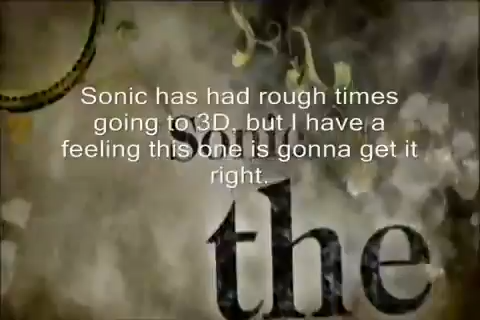 Sonic has had rough times
going to 3D, but I have a
feeling this one is gonna get it
right.
Sonic
the